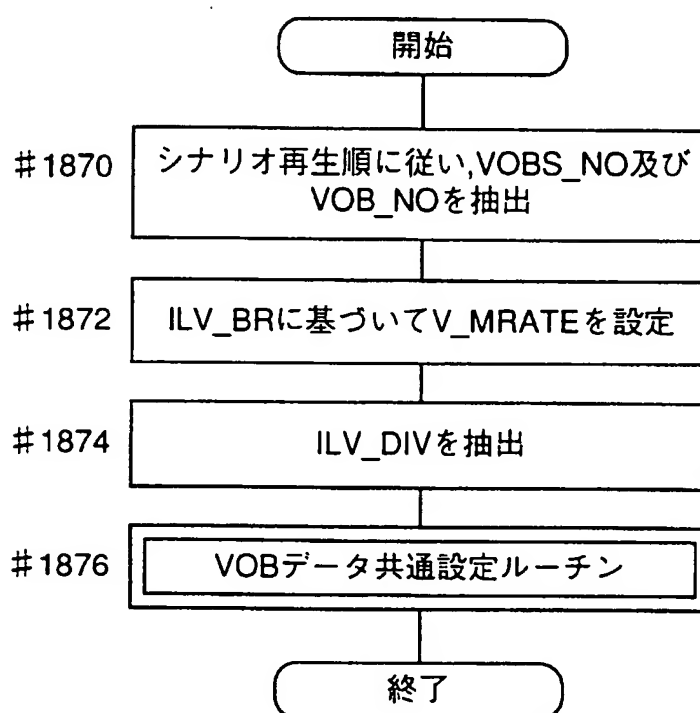 開始
#1870
シナリオ再生順に従い,VOBS_NO及び
VOB_NOを抽出
#1872
ILV_BRに基づいてV_MRATEを設定
#1874
ILV_DIVを抽出
#1876
VOBデータ共通設定ルーチン
終了